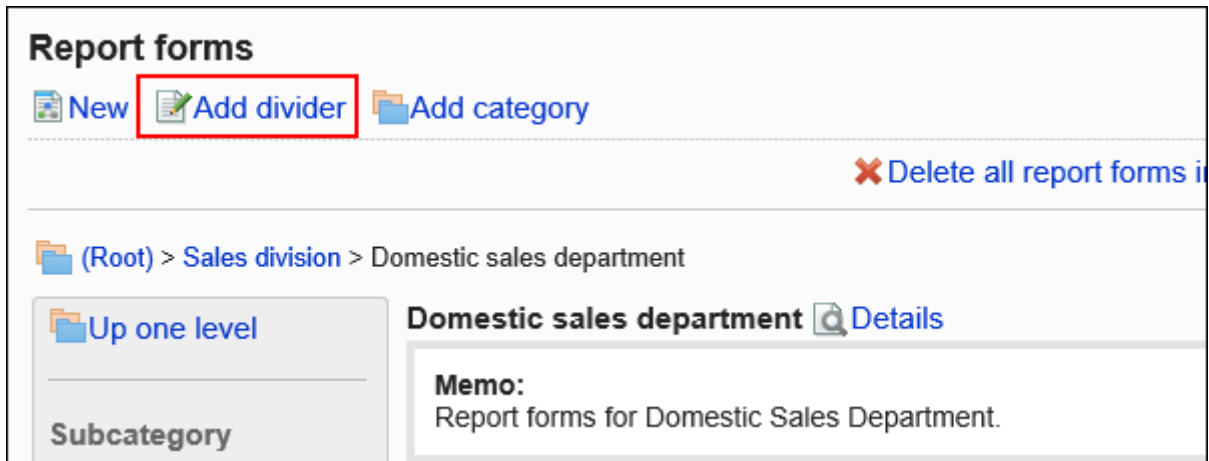 Report forms
New Add divider Add category
Delete all report forms
(Root) > Sales division > Domestic sales department
Up one level
Domestic sales department Details
Memo:
Report forms for Domestic Sales Department.
Subcategory